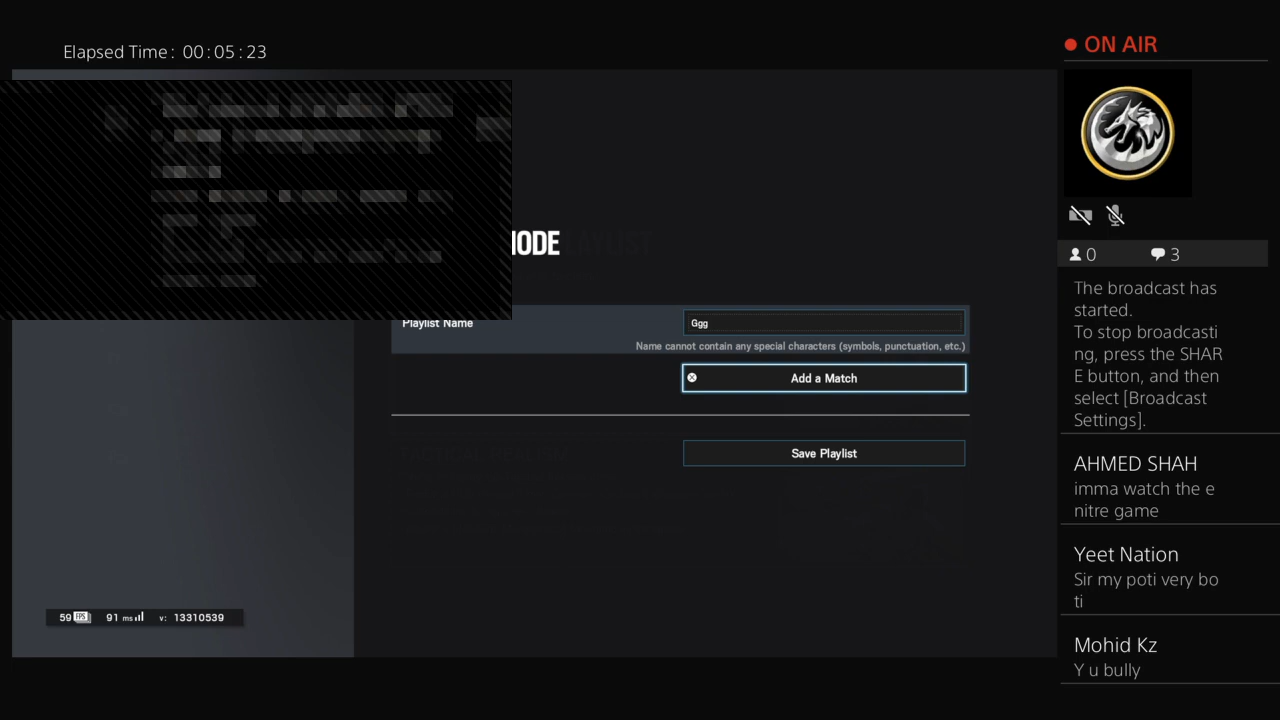 Elapsed Time: 00:05:23
ON AIR
0 3
The broadcast has
started.
To stop broadcasti
ng, press the SHAR
E button, and then
select [Broadcast
Settings].
AHMED SHAH
imma watch the e
nitre game
Yeet Nation
Sir my poti very bo
ti
Mohid Kz
Y u bully
Playlist Name
Ggg
Name cannot contain any special characters (symbols, punctuation, etc.)
Add a Match
Save Playlist
59 FPS 91 ms v: 13310539